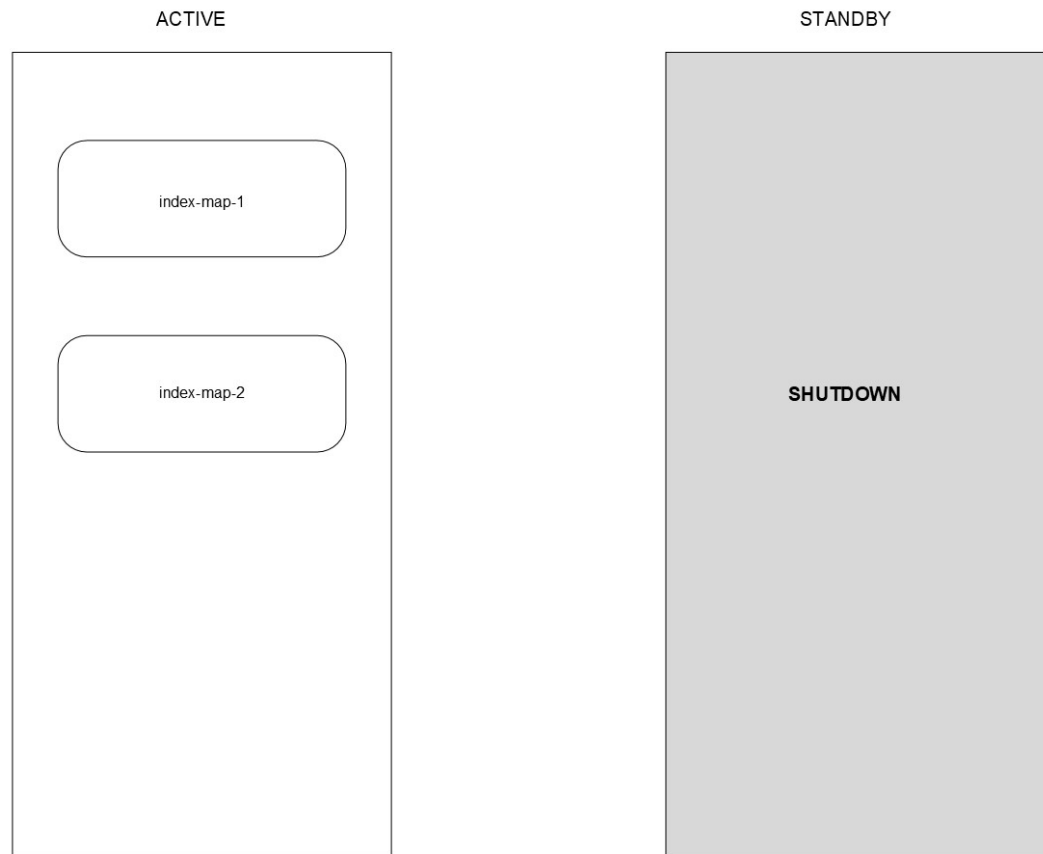 ACTIVE
STANDBY
index-map-1
index-map-2
SHUTDOWN